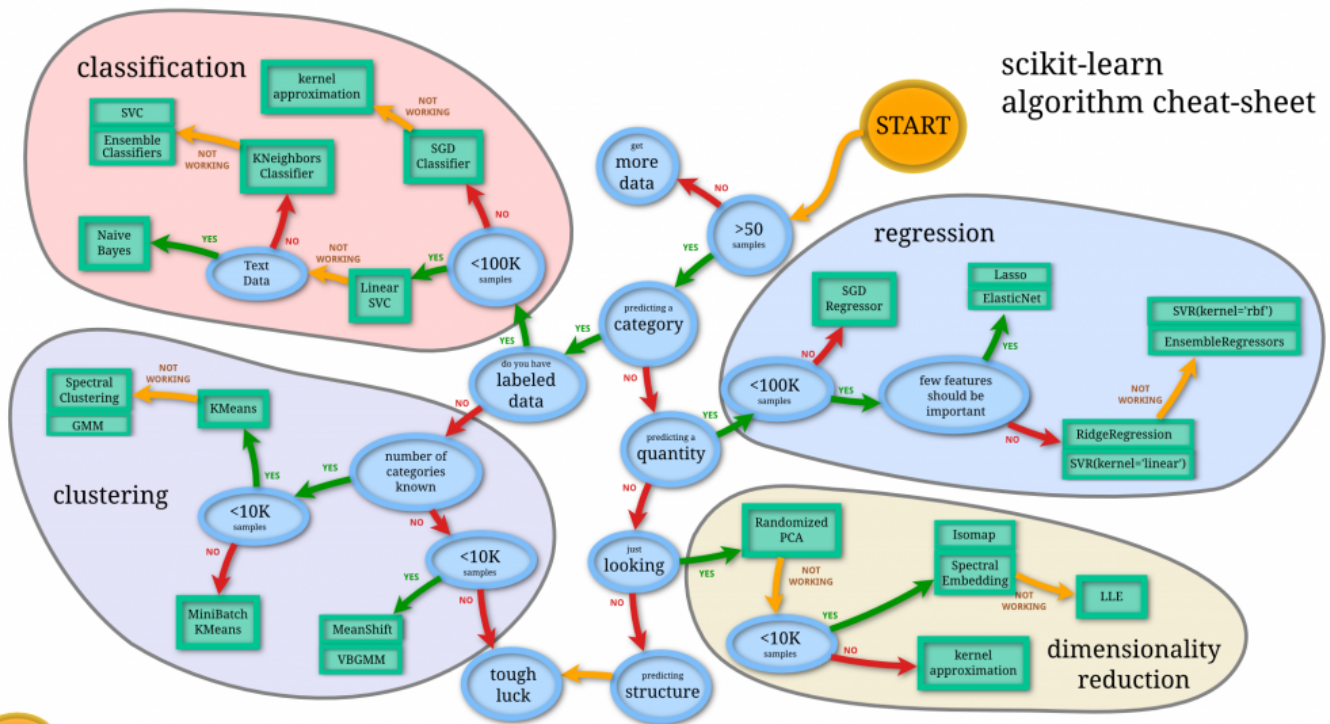 scikit-learn
algorithm cheat-sheet
START
get
more
data
NO
>50
samples
YES
predicting a
category
YES
NO
do you have
labeled
data
YES
NO
predicting a
quantity
YES
NO
just
looking
YES
NO
predicting
structure
tough
luck
classification
kernel
approximation
NOT
WORKING
SGD
Classifier
NO
<100K
samples
YES
Linear
SVC
NOT
WORKING
Text
Data
YES
Naive
Bayes
NO
KNeighbors
Classifier
NOT
WORKING
SVC
Ensemble
Classifiers
regression
<100K
samples
NO
SGD
Regressor
YES
few features
should be
important
YES
Lasso
ElasticNet
NO
RidgeRegression
SVR(kernel='linear')
NOT
WORKING
SVR(kernel='rbf')
EnsembleRegressors
clustering
number of
categories
known
YES
NO
<10K
samples
YES
KMeans
NOT
WORKING
Spectral
Clustering
GMM
NO
MiniBatch
KMeans
<10K
samples
YES
MeanShift
VBGMM
NO
dimensionality
reduction
Randomized
PCA
NOT
WORKING
<10K
samples
YES
Isomap
Spectral
Embedding
NOT
WORKING
LLE
NO
kernel
approximation